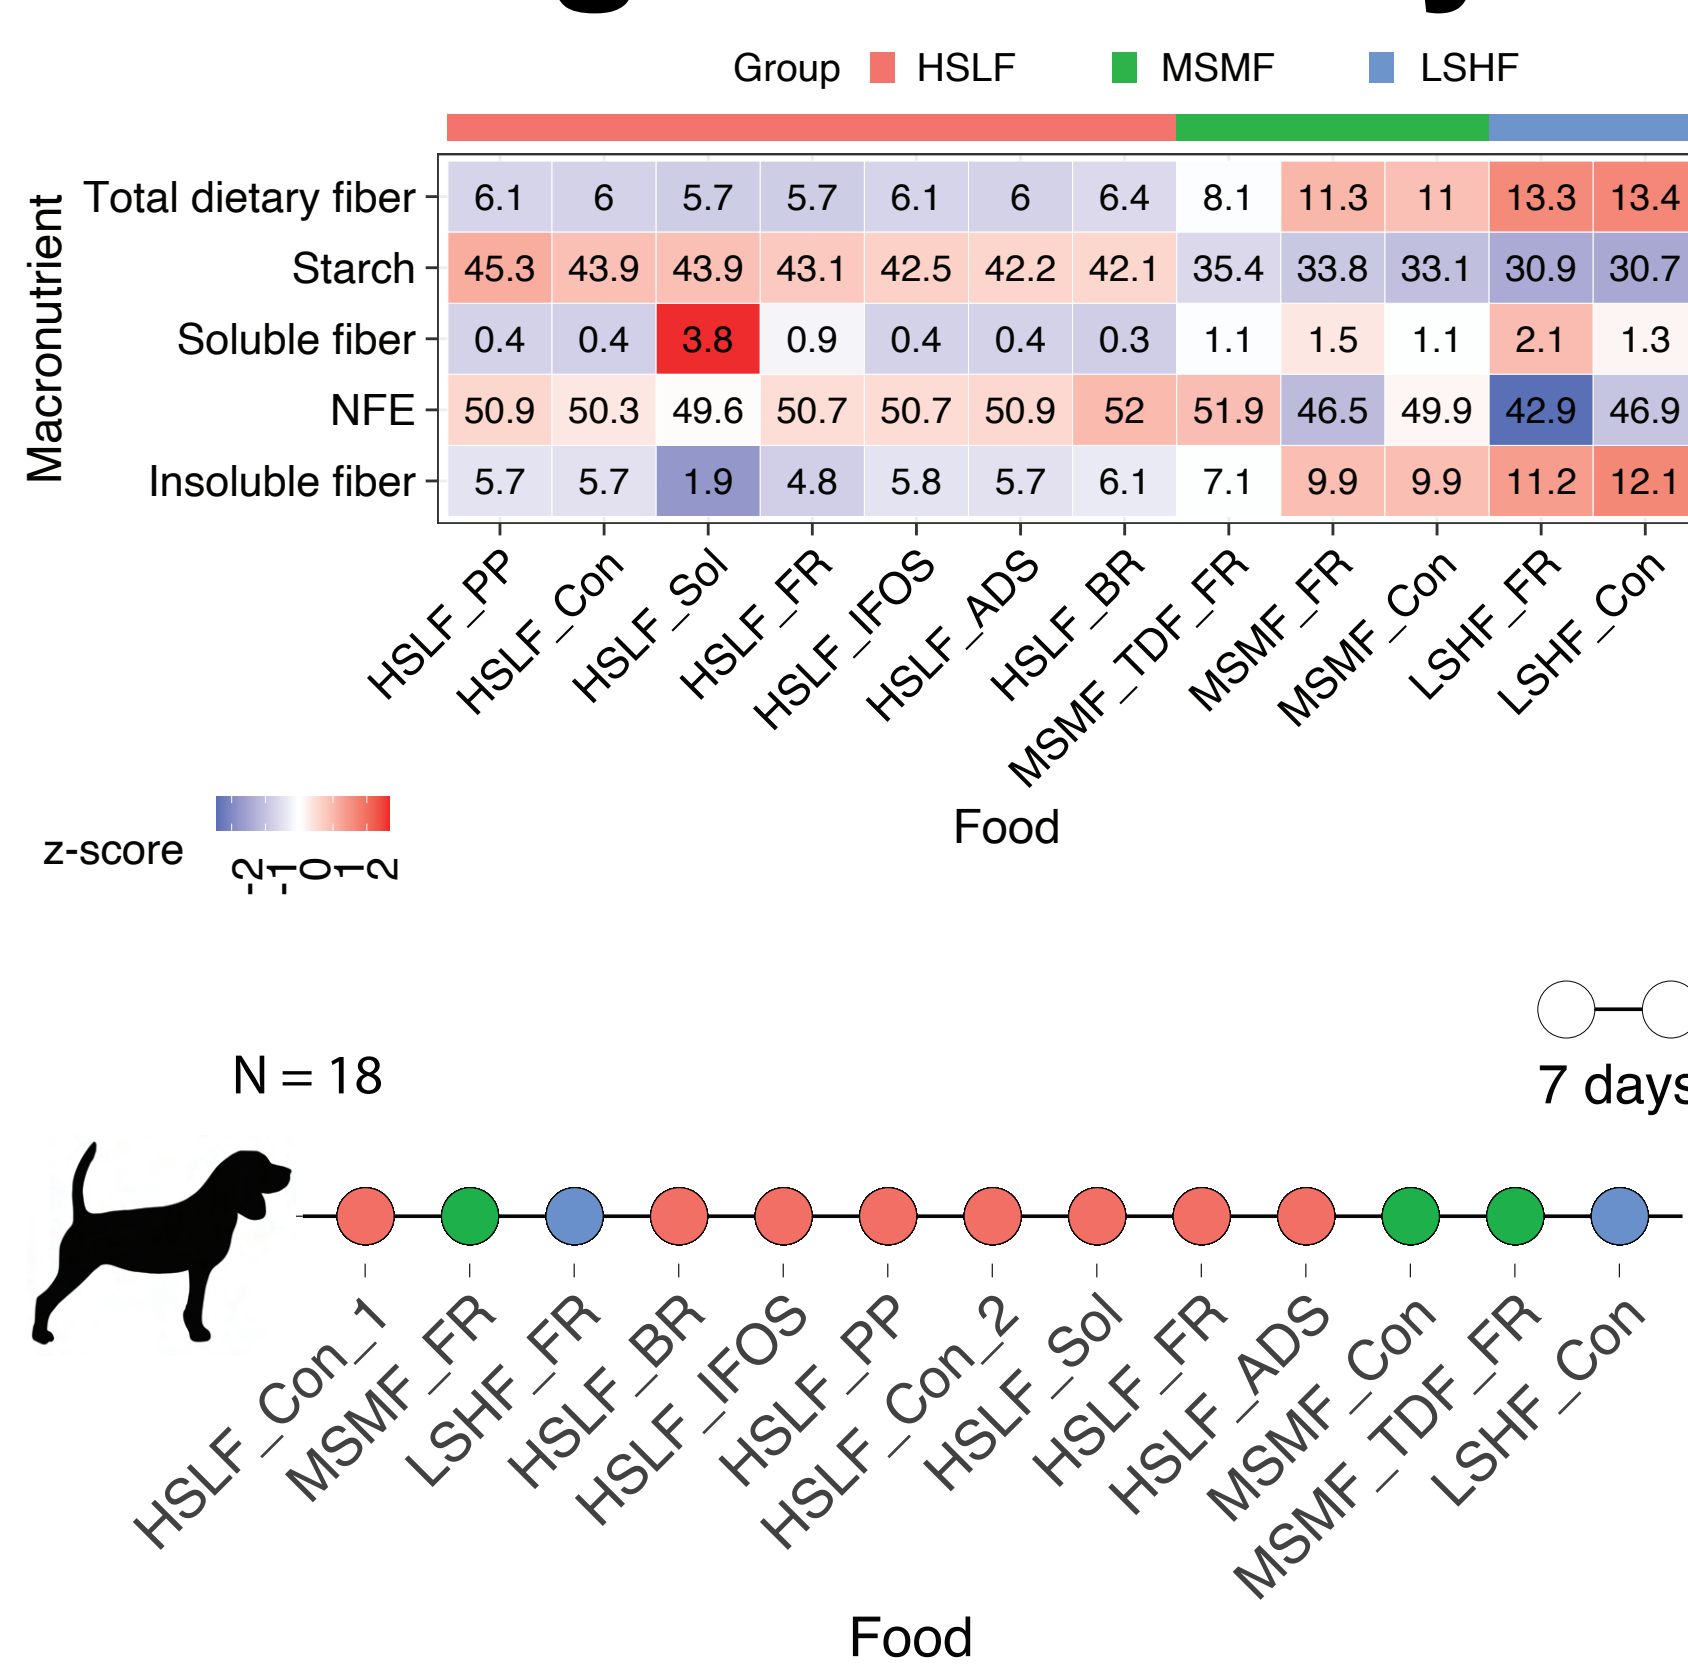 Group HSLF MSMF LSHF
Macronutrient
Total dietary fiber 6.1 6 5.7 5.7 6.1 6 6.4 8.1 11.3 11 13.3 13.4
Starch 45.3 43.9 43.9 43.1 42.5 42.2 42.1 35.4 33.8 33.1 30.9 30.7
Soluble fiber 0.4 0.4 3.8 0.9 0.4 0.4 0.3 1.1 1.5 1.1 2.1 1.3
NFE 50.9 50.3 49.6 50.7 50.7 50.9 52 51.9 46.5 49.9 42.9 46.9
Insoluble fiber 5.7 5.7 1.9 4.8 5.8 5.7 6.1 7.1 9.9 9.9 11.2 12.1
HSLF_PP HSLF_Con HSLF_Sol HSLF_FR HSLF_IFOS HSLF_ADS HSLF_BR MSMF_TDF_FR MSMF_FR MSMF_Con LSHF_FR LSHF_Con
Food
z-score
-2 -1 0 1 2
N = 18
7 days
HSLF_Con_1 MSMF_FR LSHF_FR HSLF_BR HSLF_IFOS HSLF_PP HSLF_Con_2 HSLF_Sol HSLF_FR HSLF_ADS MSMF_Con MSMF_TDF_FR LSHF_Con
Food